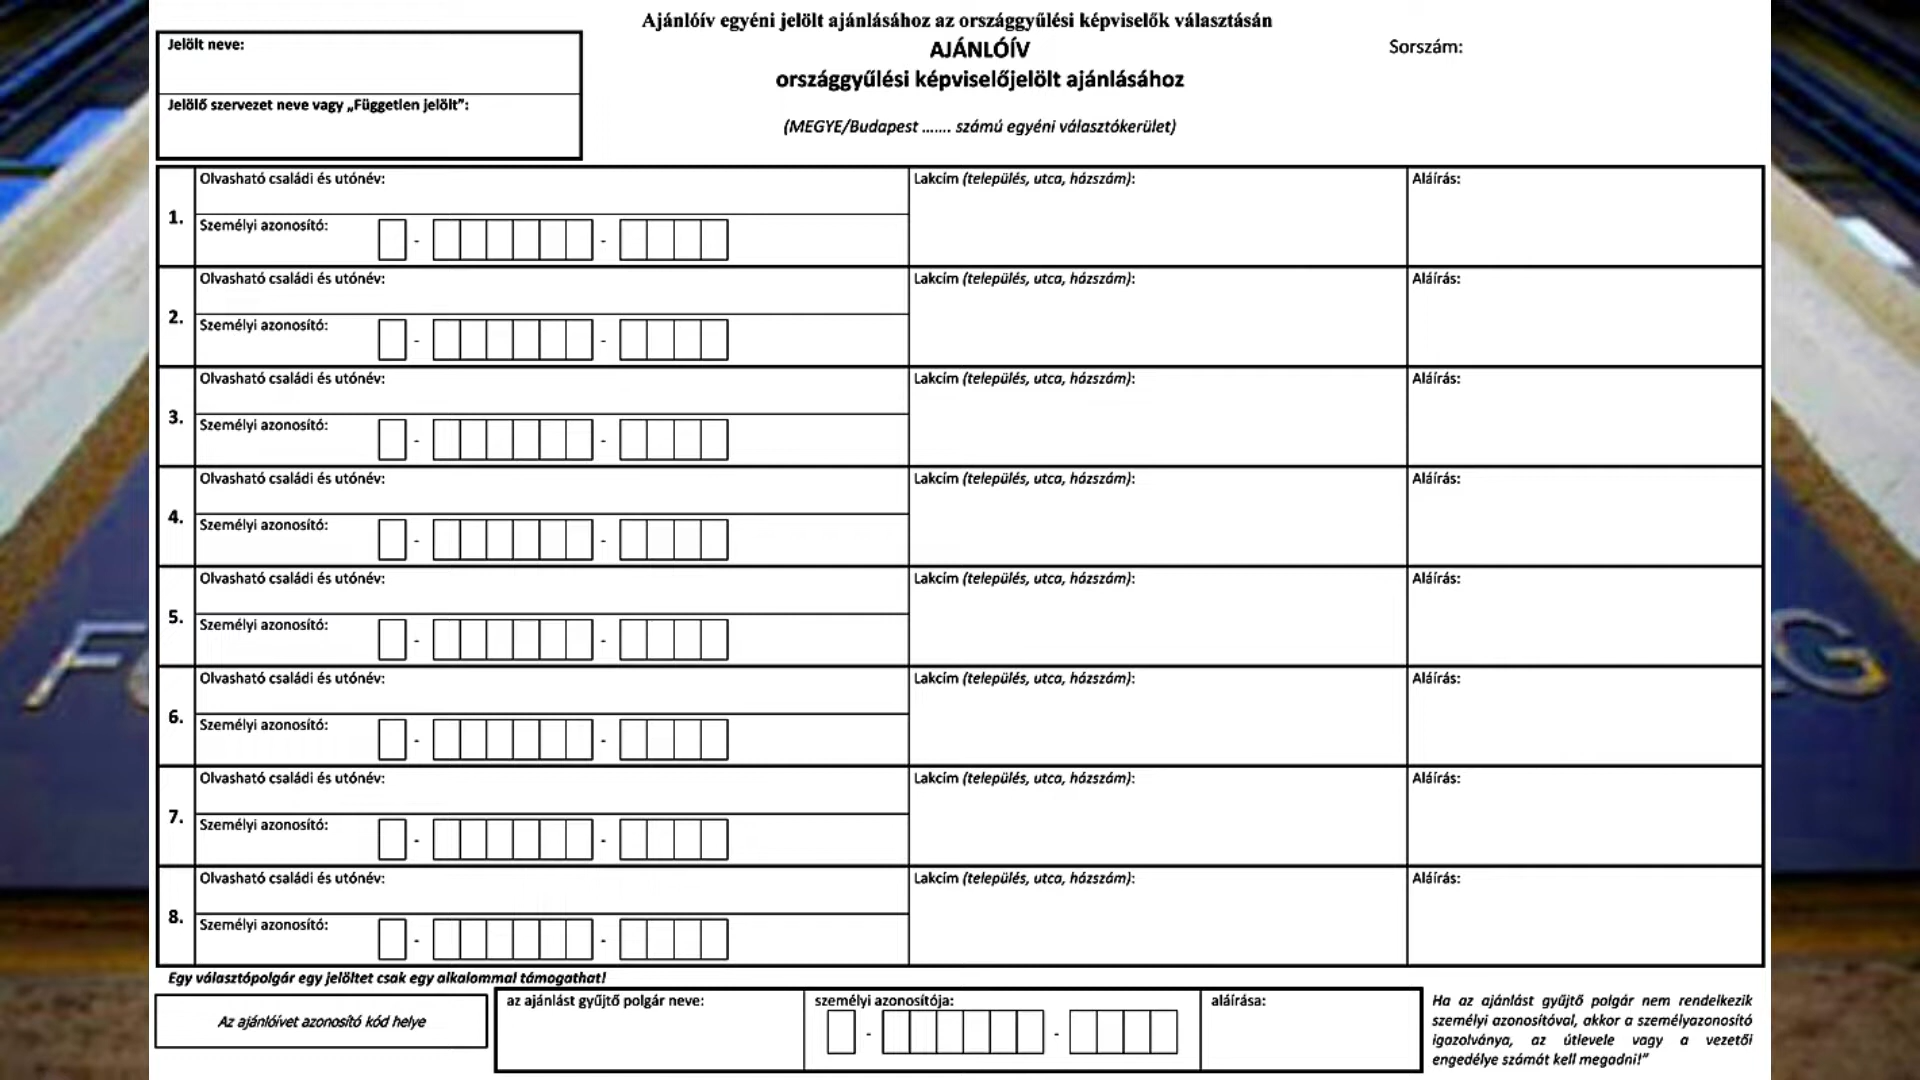 Ajánlóív egyéni jelölt ajánlásához az országgyűlési képviselők választásán
AJÁNLÓÍV
országgyűlési képviselőjelölt ajánlásához
(MEGYE/Budapest ....... számú egyéni választókerület)
Sorszám:
Jelölt neve:
Jelölő szervezet neve vagy „Független jelölt”:
1.
Olvasható családi és utónév:
Személyi azonosító: - -
Lakcím (település, utca, házszám):
Aláírás:
2.
Olvasható családi és utónév:
Személyi azonosító: - -
Lakcím (település, utca, házszám):
Aláírás:
3.
Olvasható családi és utónév:
Személyi azonosító: - -
Lakcím (település, utca, házszám):
Aláírás:
4.
Olvasható családi és utónév:
Személyi azonosító: - -
Lakcím (település, utca, házszám):
Aláírás:
5.
Olvasható családi és utónév:
Személyi azonosító: - -
Lakcím (település, utca, házszám):
Aláírás:
6.
Olvasható családi és utónév:
Személyi azonosító: - -
Lakcím (település, utca, házszám):
Aláírás:
7.
Olvasható családi és utónév:
Személyi azonosító: - -
Lakcím (település, utca, házszám):
Aláírás:
8.
Olvasható családi és utónév:
Személyi azonosító: - -
Lakcím (település, utca, házszám):
Aláírás:
Egy választópolgár egy jelöltet csak egy alkalommal támogathat!
Az ajánlóívet azonosító kód helye
az ajánlást gyűjtő polgár neve:
személyi azonosítója:
- -
aláírása:
Ha az ajánlást gyűjtő polgár nem rendelkezik
személyi azonosítóval, akkor a személyazonosító
igazolványa, az útlevele vagy a vezetői
engedélye számát kell megadni!”